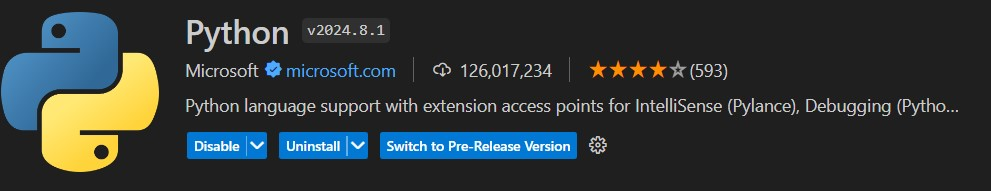 Python v2024.8.1
Microsoft microsoft.com 126,017,234 (593)
Python language support with extension access points for IntelliSense (Pylance), Debugging (Pytho...
Disable Uninstall Switch to Pre-Release Version